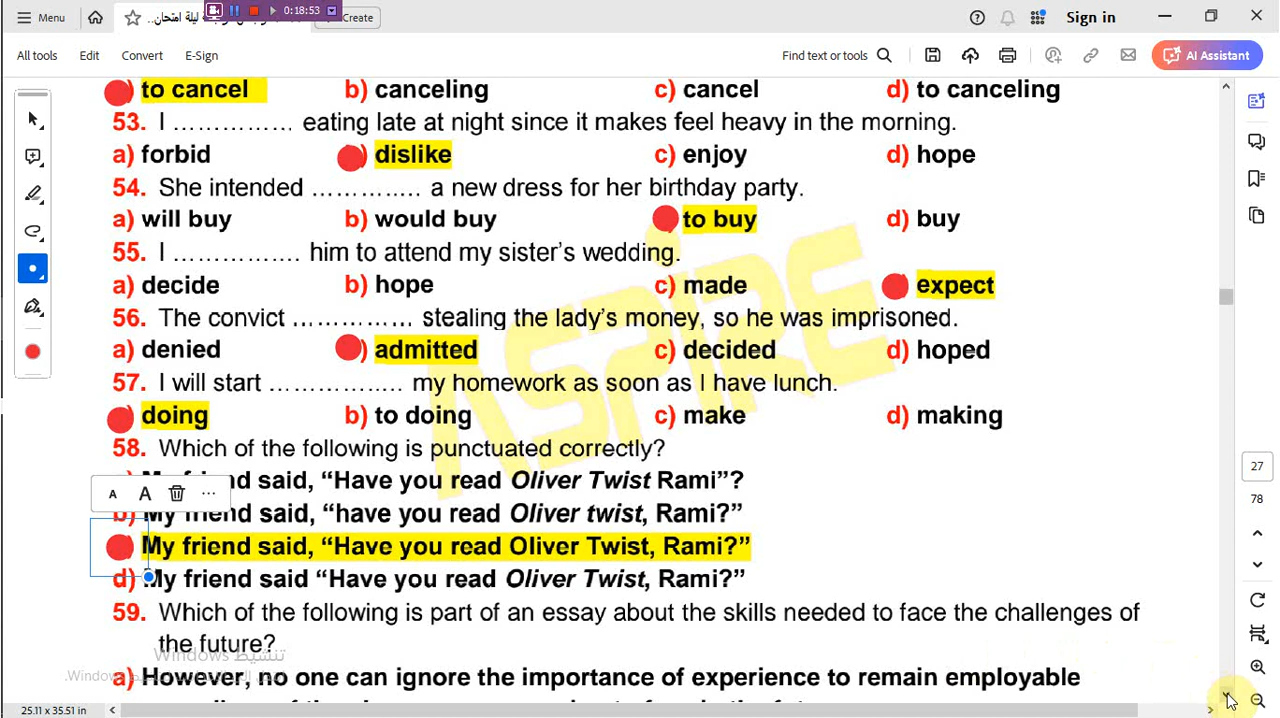 Menu
ليلة امتحان..
0:18:53
Create
Sign in
All tools Edit Convert E-Sign
Find text or tools
AI Assistant
to cancel b) canceling c) cancel d) to canceling
53. I …………… eating late at night since it makes feel heavy in the morning.
a) forbid ) dislike c) enjoy d) hope
54. She intended ………….. a new dress for her birthday party.
a) will buy b) would buy to buy d) buy
55. I …………… him to attend my sister's wedding.
a) decide b) hope c) made expect
56. The convict …………… stealing the lady's money, so he was imprisoned.
a) denied ) admitted c) decided d) hoped
57. I will start …………….. my homework as soon as I have lunch.
doing b) to doing c) make d) making
58. Which of the following is punctuated correctly?
My friend said, “Have you read Oliver Twist Rami”?
A A ...
b) My friend said, “have you read Oliver twist, Rami?”
My friend said, “Have you read Oliver Twist, Rami?”
d) My friend said “Have you read Oliver Twist, Rami?”
59. Which of the following is part of an essay about the skills needed to face the challenges of
the future?
a) However, no one can ignore the importance of experience to remain employable
ASPIRE
تنشيط Windows
27
78
25.11 x 35.51 in